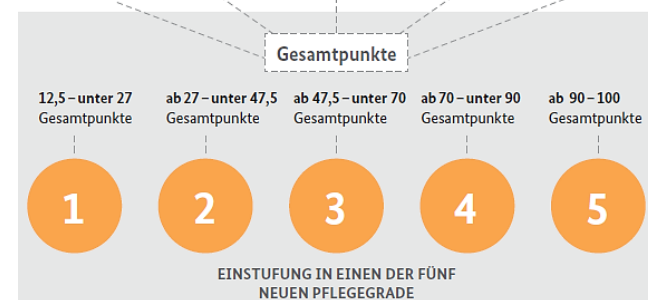 Gesamtpunkte
12,5 – unter 27
Gesamtpunkte
ab 27 – unter 47,5
Gesamtpunkte
ab 47,5 – unter 70
Gesamtpunkte
ab 70 – unter 90
Gesamtpunkte
ab 90 – 100
Gesamtpunkte
1 2 3 4 5
EINSTUFUNG IN EINEN DER FÜNF
NEUEN PFLEGEGRADE